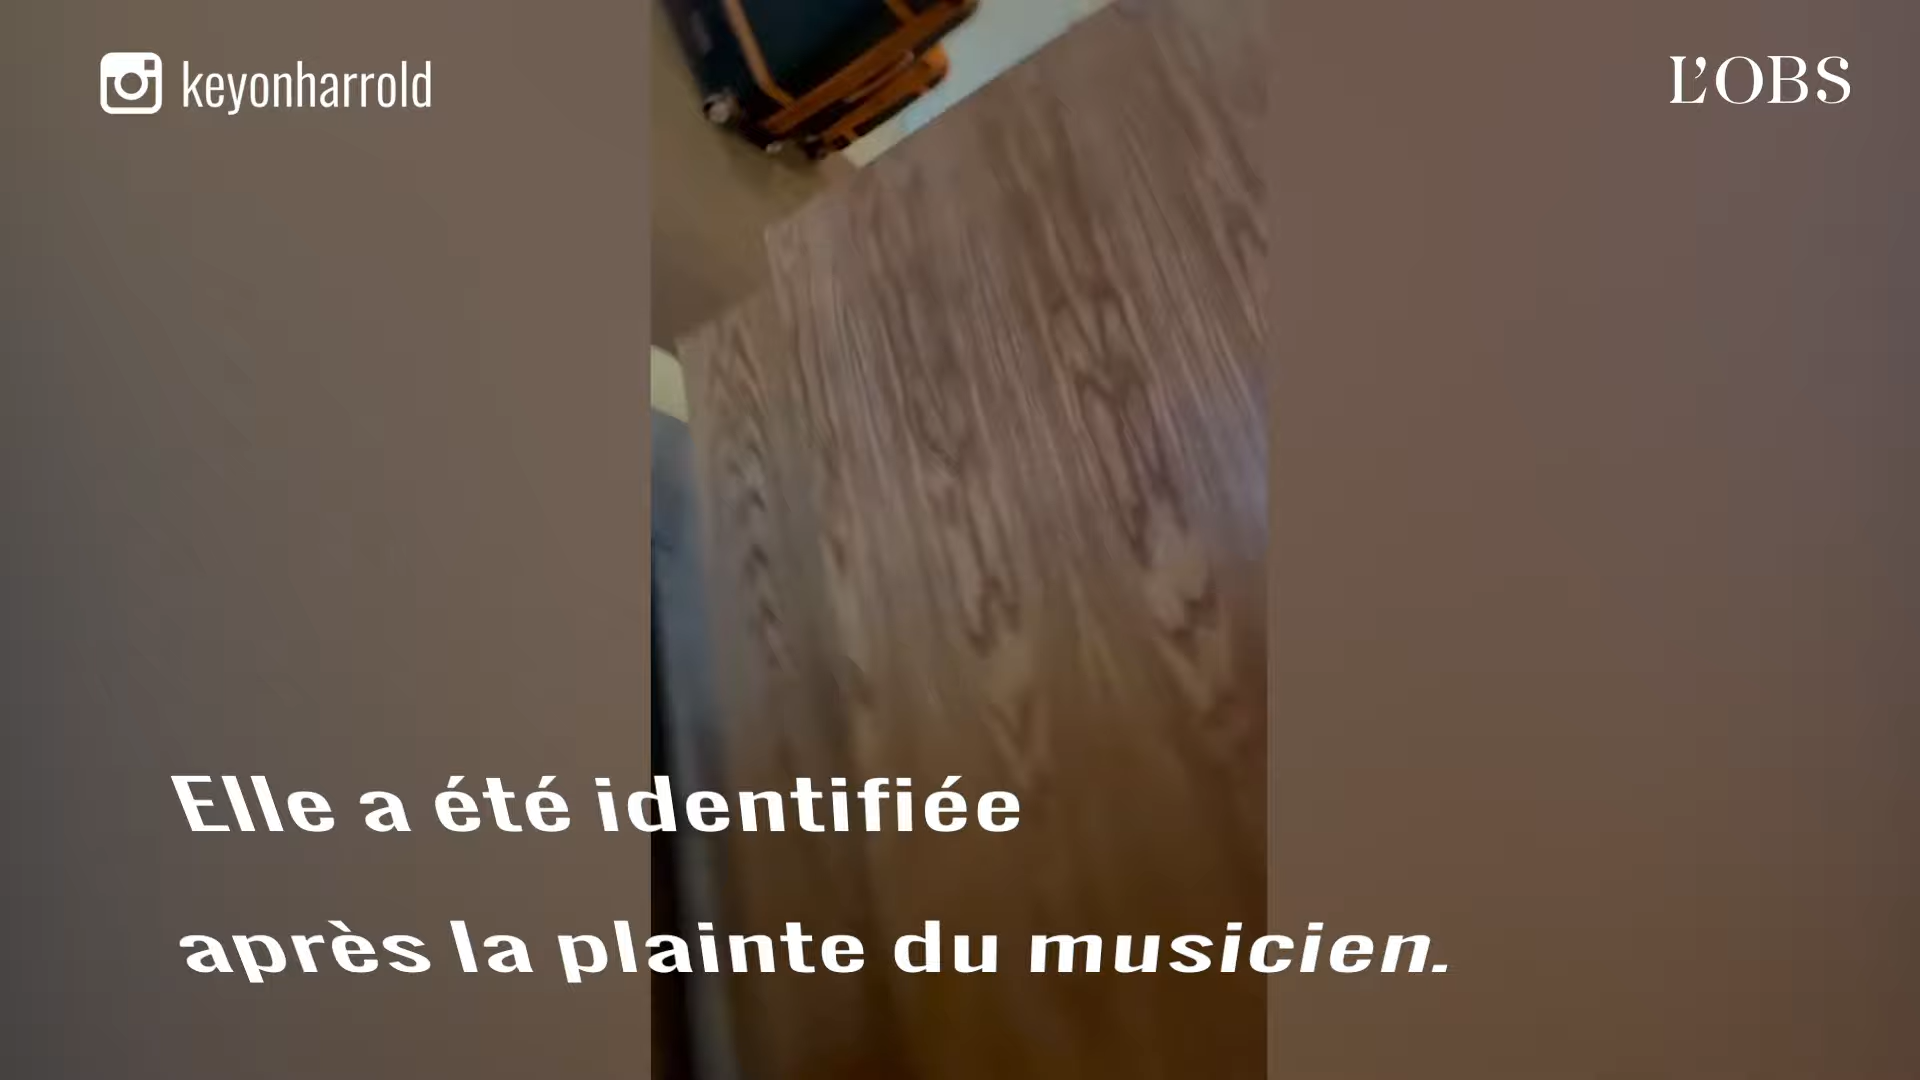 keyonharrold
L'OBS
Elle a été identifiée
après la plainte du musicien.